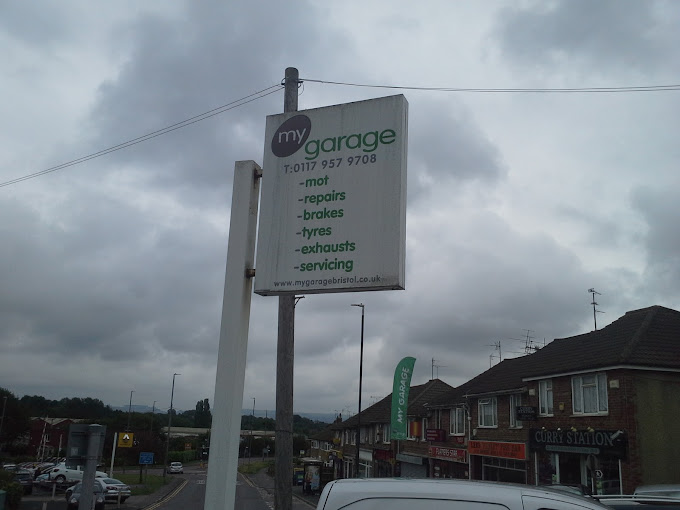 my
garage
T:0117 957 9708
-mot
-repairs
-brakes
-tyres
-exhausts
-servicing
www.mygaragebristol.co.uk
MY GARAGE
CURRY STATION